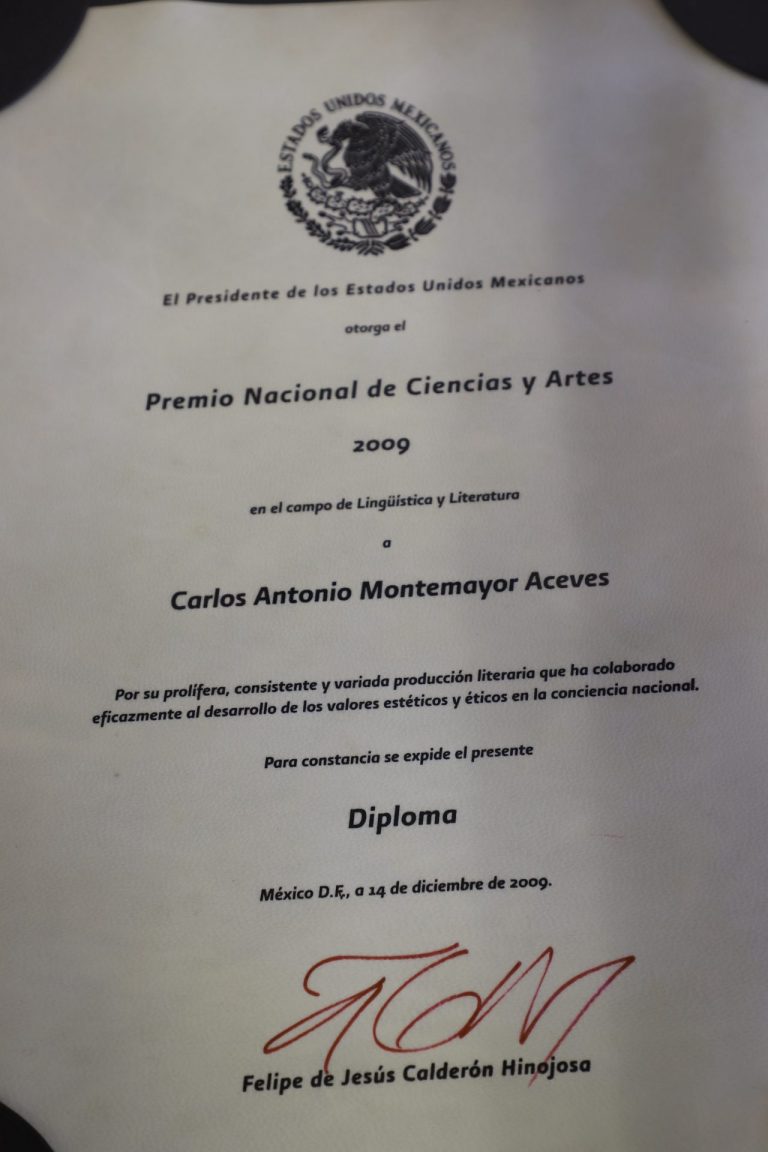 ESTADOS UNIDOS MEXICANOS
El Presidente de los Estados Unidos Mexicanos
otorga el
Premio Nacional de Ciencias y Artes
2009
en el campo de Lingüística y Literatura
a
Carlos Antonio Montemayor Aceves
Por su prolífera, consistente y variada producción literaria que ha colaborado
eficazmente al desarrollo de los valores estéticos y éticos en la conciencia nacional.
Para constancia se expide el presente
Diploma
México D.F., a 14 de diciembre de 2009.
Felipe de Jesús Calderón Hinojosa